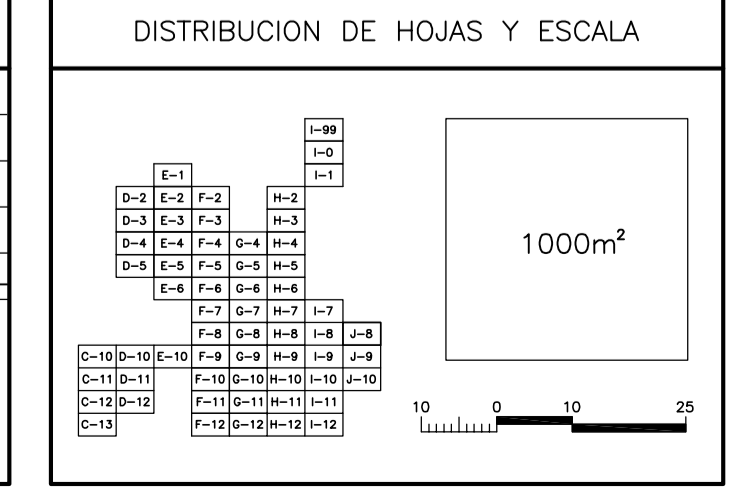 DISTRIBUCION DE HOJAS Y ESCALA
I-99
I-0
E-1 I-1
D-2 E-2 F-2 H-2
D-3 E-3 F-3 H-3
D-4 E-4 F-4 G-4 H-4
D-5 E-5 F-5 G-5 H-5
E-6 F-6 G-6 H-6
F-7 G-7 H-7 I-7
F-8 G-8 H-8 I-8 J-8
C-10 D-10 E-10 F-9 G-9 H-9 I-9 J-9
C-11 D-11 F-10 G-10 H-10 I-10 J-10
C-12 D-12 F-11 G-11 H-11 I-11
C-13 F-12 G-12 H-12 I-12
1000m²
10 0 10 25